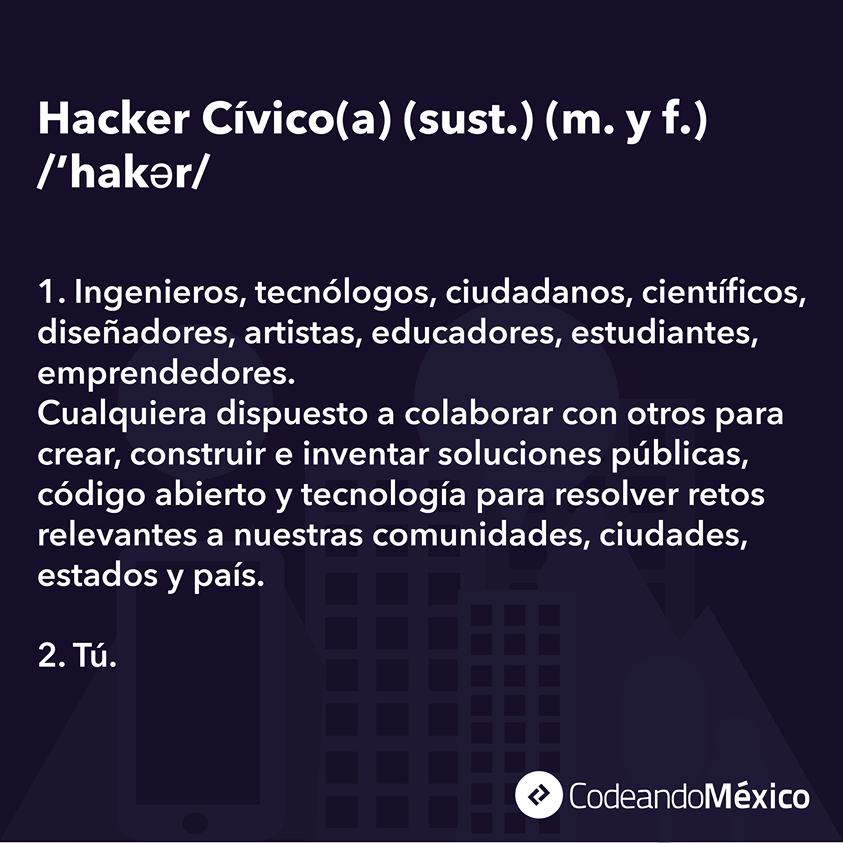 Hacker Cívico(a) (sust.) (m. y f.)
/’hakər/
1. Ingenieros, tecnólogos, ciudadanos, científicos,
diseñadores, artistas, educadores, estudiantes,
emprendedores.
Cualquiera dispuesto a colaborar con otros para
crear, construir e inventar soluciones públicas,
código abierto y tecnología para resolver retos
relevantes a nuestras comunidades, ciudades,
estados y país.
2. Tú.
CodeandoMéxico